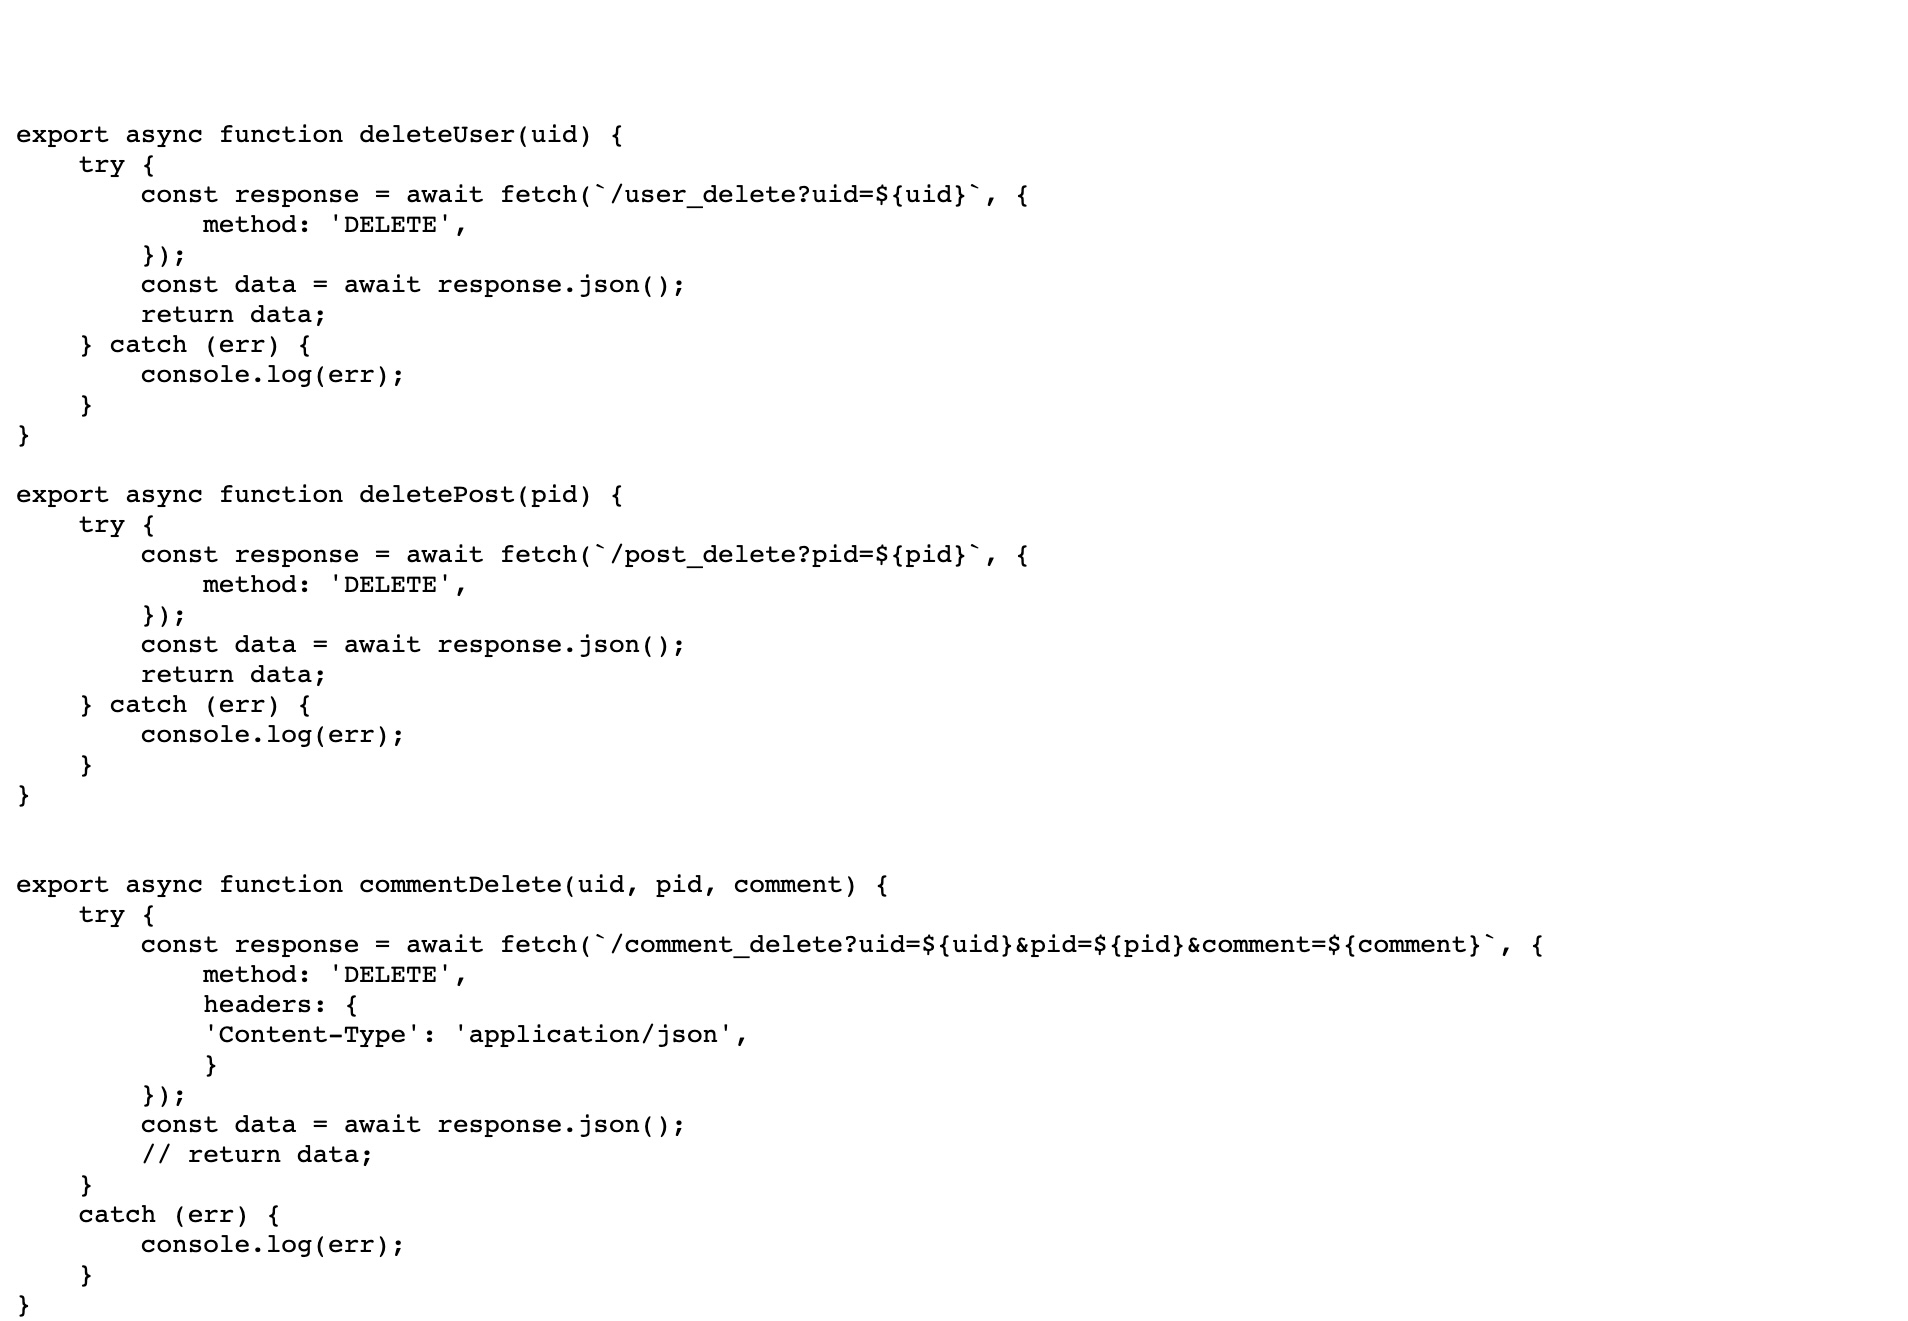 export async function deleteUser(uid) {
    try {
        const response = await fetch(`/user_delete?uid=${uid}`, {
            method: 'DELETE',
        });
        const data = await response.json();
        return data;
    } catch (err) {
        console.log(err);
    }
}

export async function deletePost(pid) {
    try {
        const response = await fetch(`/post_delete?pid=${pid}`, {
            method: 'DELETE',
        });
        const data = await response.json();
        return data;
    } catch (err) {
        console.log(err);
    }
}


export async function commentDelete(uid, pid, comment) {
    try {
        const response = await fetch(`/comment_delete?uid=${uid}&pid=${pid}&comment=${comment}`, {
            method: 'DELETE',
            headers: {
            'Content-Type': 'application/json',
            }
        });
        const data = await response.json();
        // return data;
    }
    catch (err) {
        console.log(err);
    }
}